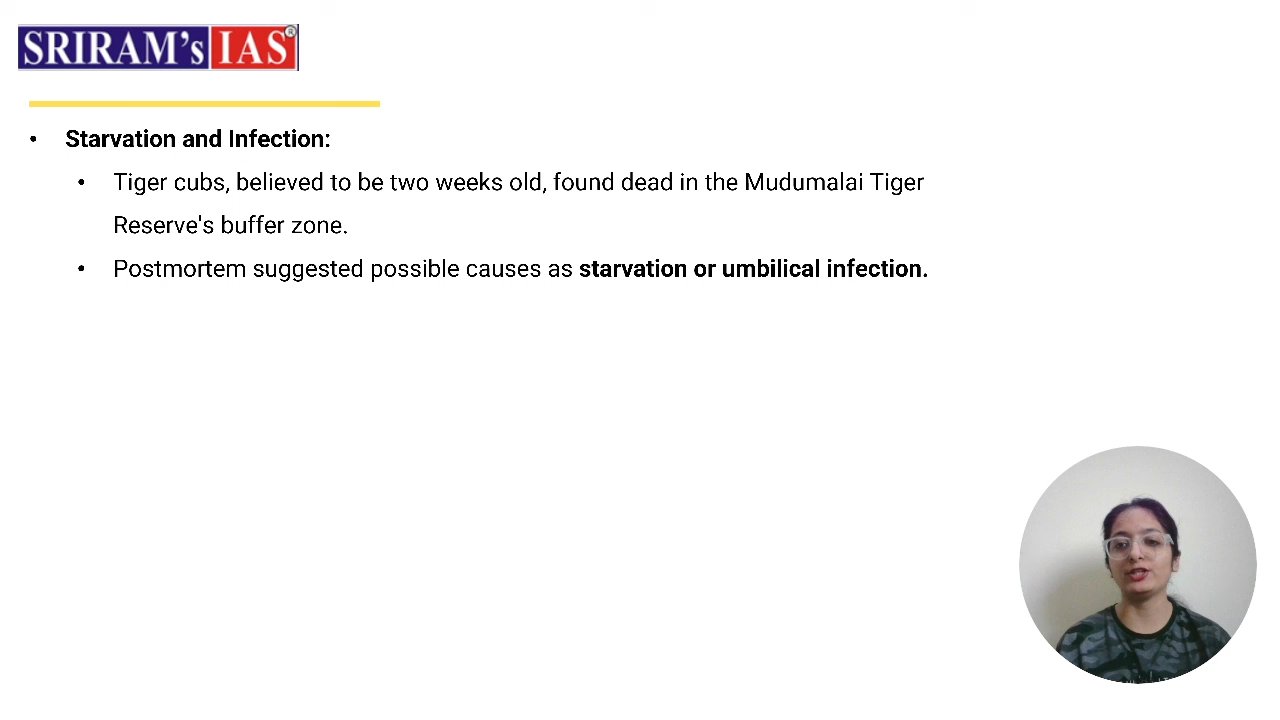 SRIRAM's IAS ®
• Starvation and Infection:
• Tiger cubs, believed to be two weeks old, found dead in the Mudumalai Tiger
Reserve's buffer zone.
• Postmortem suggested possible causes as starvation or umbilical infection.